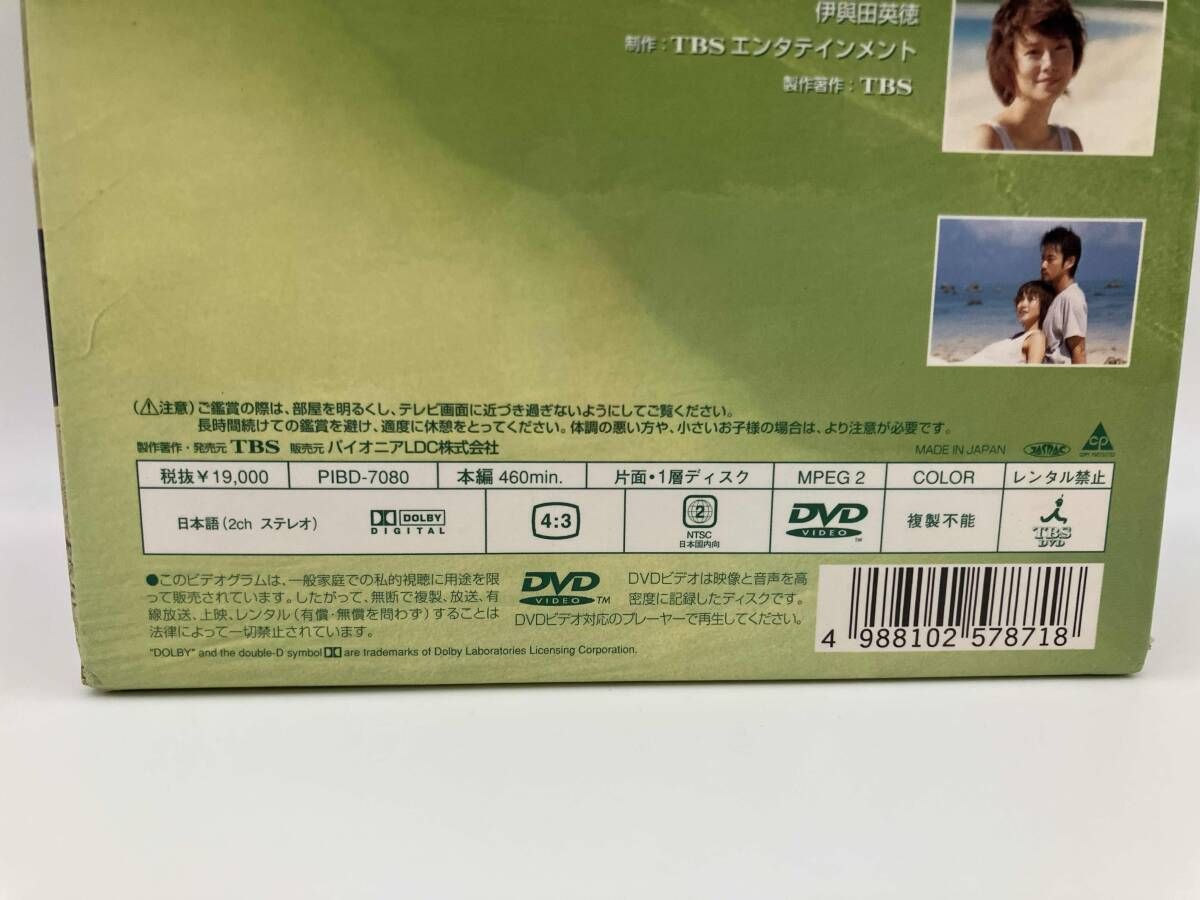 伊與田英徳
制作：TBSエンタテインメント
製作著作：TBS
（⚠注意）ご鑑賞の際は、部屋を明るくし、テレビ画面に近づき過ぎないようにしてご覧ください。
長時間続けての鑑賞を避け、適度に休憩をとってください。体調の悪い方や、小さいお子様の場合は、より注意が必要です。
製作著作・発売元 TBS 販売元 パイオニアLDC株式会社
MADE IN JAPAN
JASRAC
CP
税抜￥19,000 PIBD-7080 本編 460min. 片面・1層ディスク MPEG 2 COLOR レンタル禁止
日本語（2ch ステレオ）
DOLBY
DIGITAL
4:3
2
NTSC
日本国内向
DVD
VIDEO
TM
複製不能
TBS
DVD
●このビデオグラムは、一般家庭での私的視聴に用途を限
って販売されています。したがって、無断で複製、放送、有
線放送、上映、レンタル（有償・無償を問わず）することは
法律によって一切禁止されています。
DVD
VIDEO
TM
DVDビデオは映像と音声を高
密度に記録したディスクです。
DVDビデオ対応のプレーヤーで再生してください。
"DOLBY" and the double-D symbol are trademarks of Dolby Laboratories Licensing Corporation.
4 988102 578718